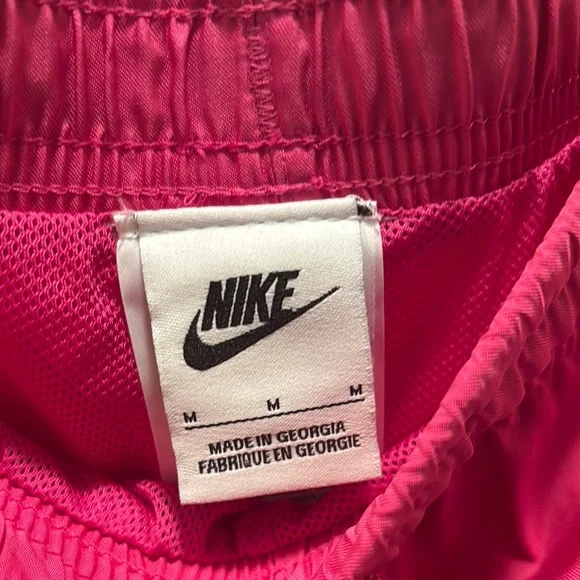 NIKE
M M M
MADE IN GEORGIA
FABRIQUE EN GEORGIE